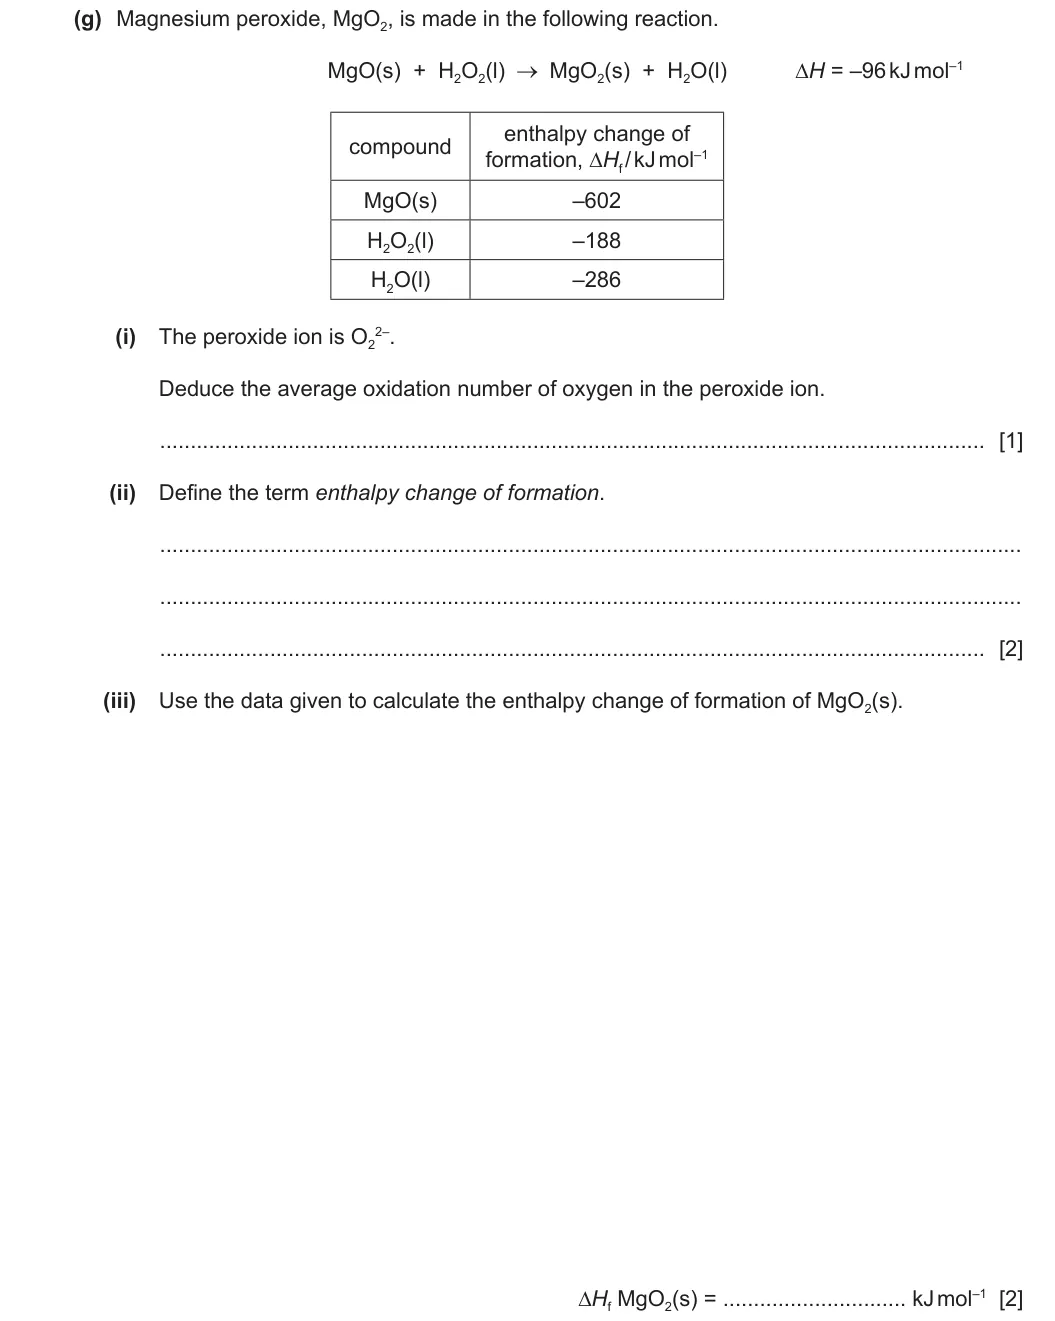 (g) Magnesium peroxide, MgO₂, is made in the following reaction.
MgO(s) + H₂O₂(l) → MgO₂(s) + H₂O(l) ΔH = –96 kJ mol⁻¹
compound enthalpy change of formation, ΔHf / kJ mol⁻¹
MgO(s) –602
H₂O₂(l) –188
H₂O(l) –286
(i) The peroxide ion is O₂²⁻.
Deduce the average oxidation number of oxygen in the peroxide ion.
.................................................................................................................................. [1]
(ii) Define the term enthalpy change of formation.
..................................................................................................................................
..................................................................................................................................
.................................................................................................................................. [2]
(iii) Use the data given to calculate the enthalpy change of formation of MgO₂(s).
ΔHf MgO₂(s) = .............................. kJ mol⁻¹ [2]